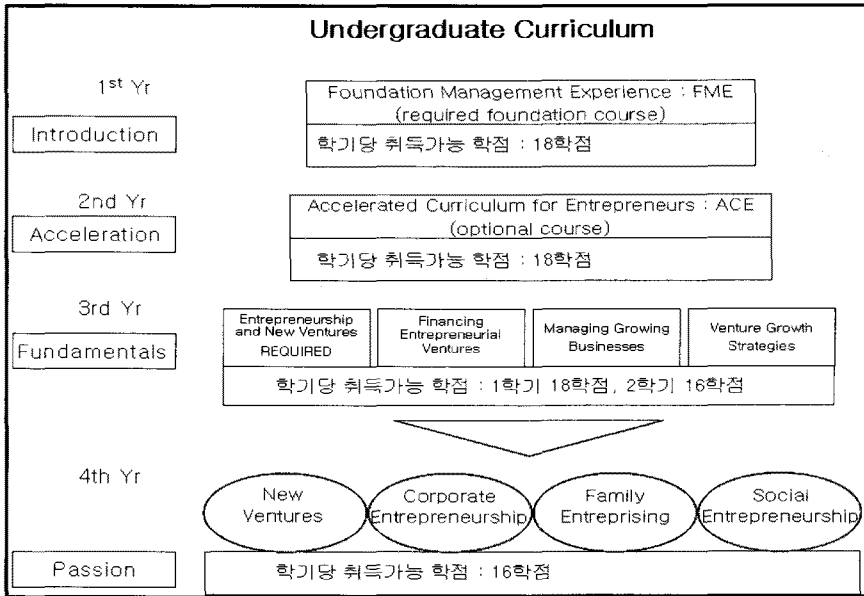 Undergraduate Curriculum
1st Yr
Introduction
Foundation Management Experience : FME
(required foundation course)
학기당 취득가능 학점 : 18학점
2nd Yr
Acceleration
Accelerated Curriculum for Entrepreneurs : ACE
(optional course)
학기당 취득가능 학점 : 18학점
3rd Yr
Fundamentals
Entrepreneurship
and New Ventures
REQUIRED
Financing
Entrepreneurial
Ventures
Managing Growing
Businesses
Venture Growth
Strategies
학기당 취득가능 학점 : 1학기 18학점, 2학기 16학점
4th Yr
New
Ventures
Corporate
Entrepreneurship
Family
Entreprising
Social
Entrepreneurship
Passion
학기당 취득가능 학점 : 16학점